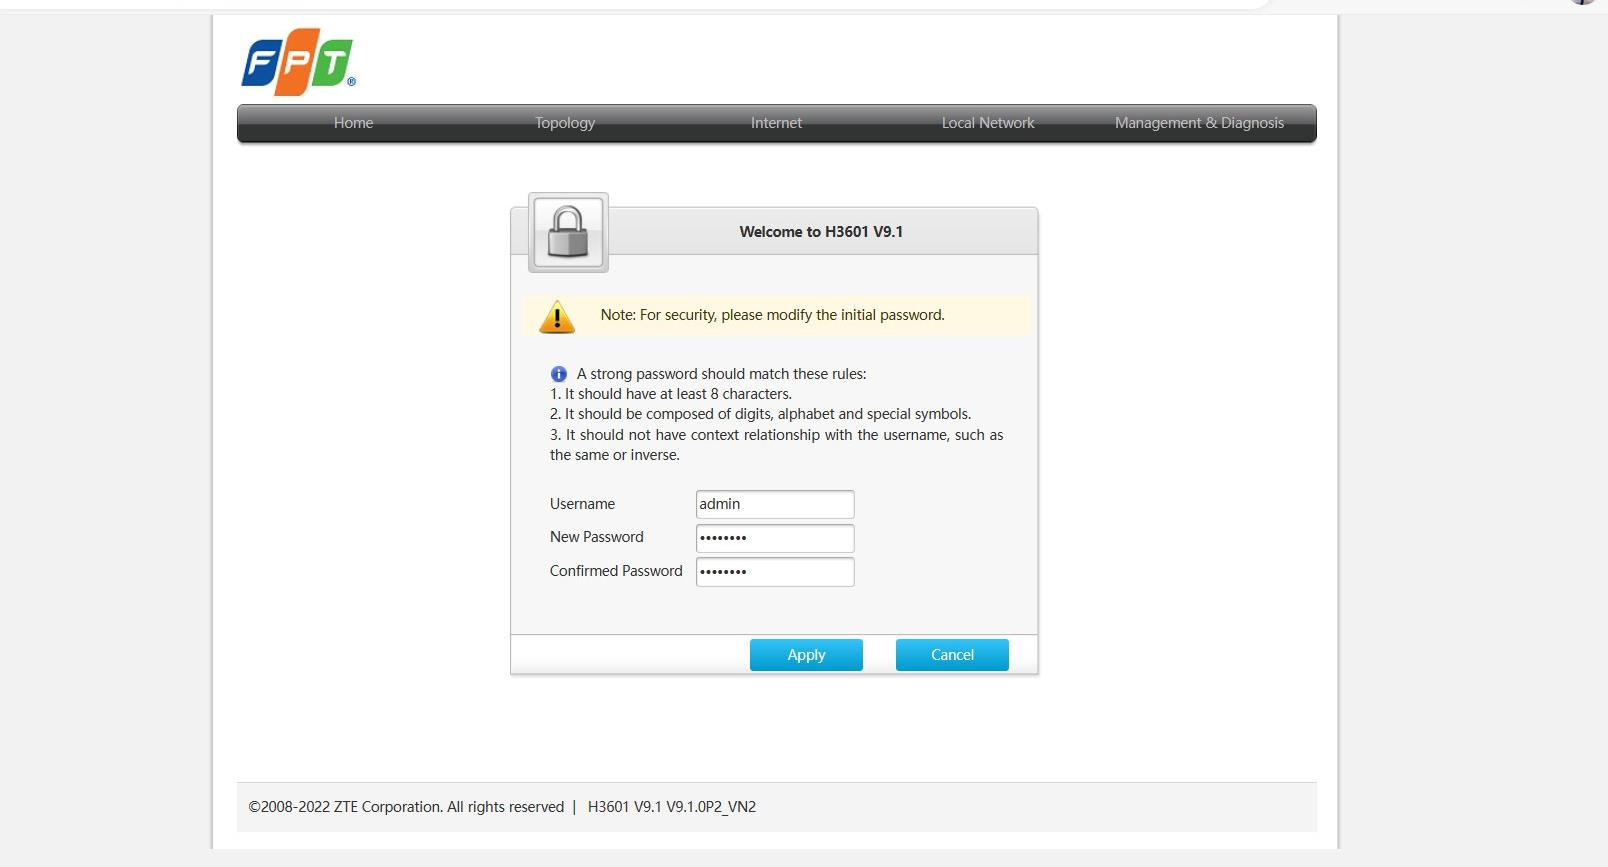 FPT®
Home Topology Internet Local Network Management & Diagnosis
Welcome to H3601 V9.1
Note: For security, please modify the initial password.
A strong password should match these rules:
1. It should have at least 8 characters.
2. It should be composed of digits, alphabet and special symbols.
3. It should not have context relationship with the username, such as
the same or inverse.
Username admin
New Password ••••••••
Confirmed Password ••••••••
Apply Cancel
©2008-2022 ZTE Corporation. All rights reserved | H3601 V9.1 V9.1.0P2_VN2